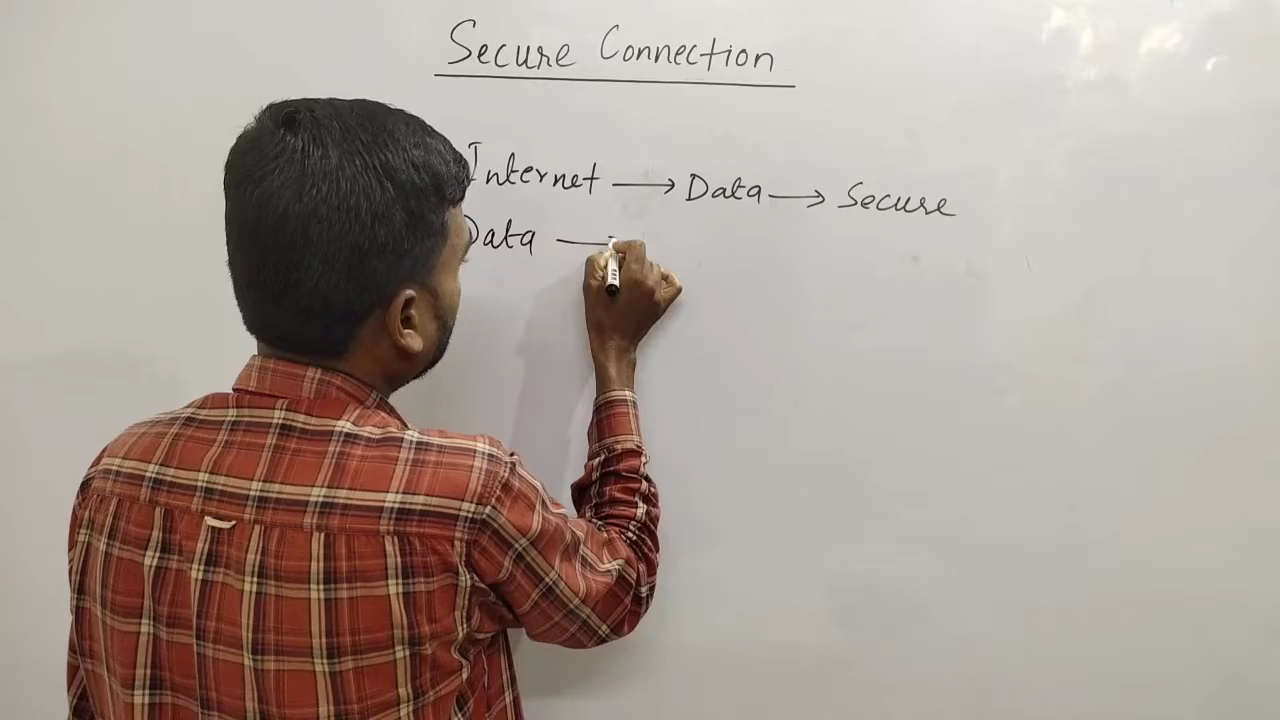 Secure Connection
Internet → Data → Secure
Data —